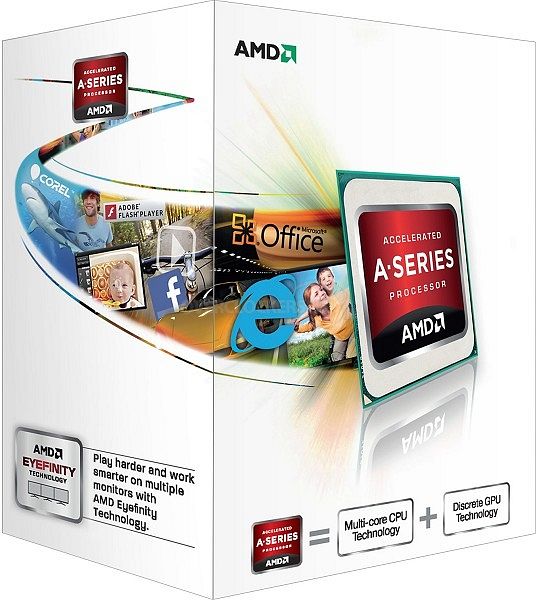 AMD
ACCELERATED
A-SERIES
PROCESSOR
AMD
COREL
ADOBE®
FLASH® PLAYER
Microsoft®
Office
f
e
ACCELERATED
A-SERIES
PROCESSOR
AMD
AMD
EYEFINITY
TECHNOLOGY
Play harder and work
smarter on multiple
monitors with
AMD Eyefinity
Technology.
ACCELERATED
A-SERIES
PROCESSOR
AMD
=
Multi-core CPU
Technology
+
Discrete GPU
Technology